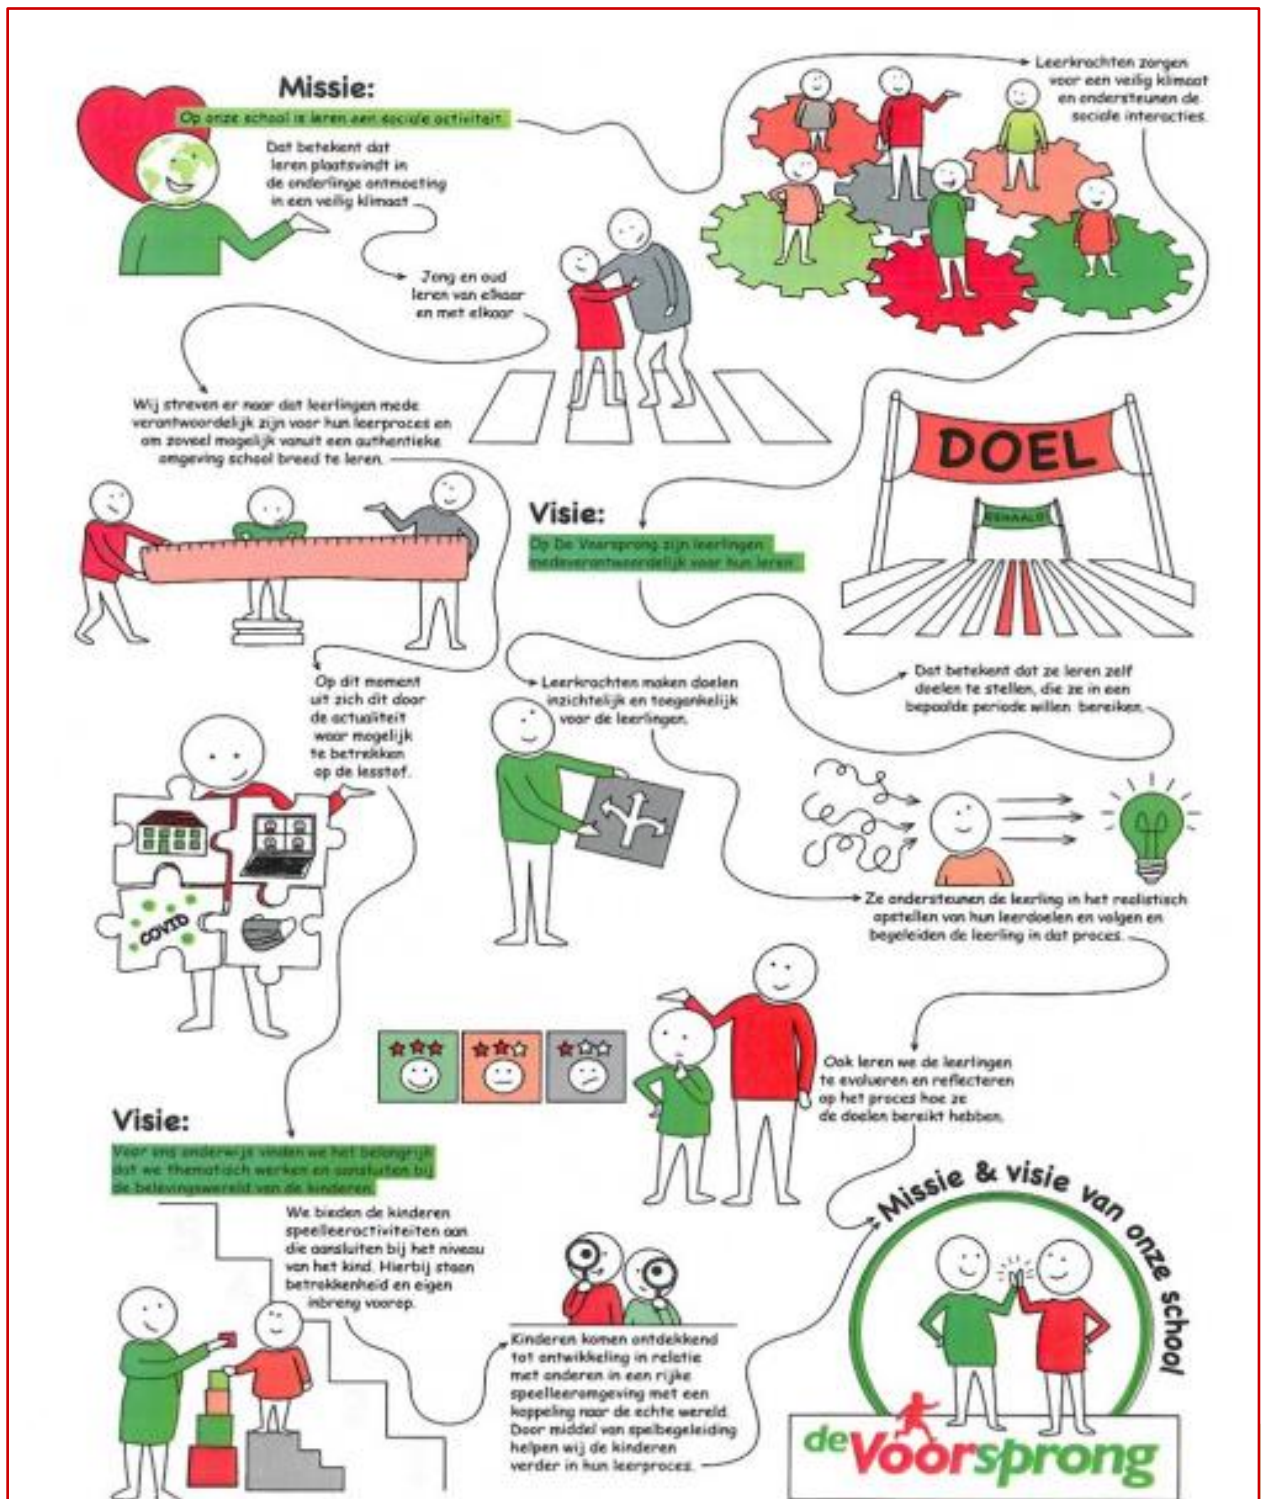 Missie:
Op onze school is leren een sociale activiteit.
Dat betekent dat
leren plaatsvindt in
de onderlinge ontmoeting
in een veilig klimaat
Jong en oud
leren van elkaar
en met elkaar
Leerkrachten zorgen
voor een veilig klimaat
en ondersteunen de
sociale interacties.
Wij streven er naar dat leerlingen mede
verantwoordelijk zijn voor hun leerproces en
om zoveel mogelijk vanuit een authentieke
omgeving school breed te leren.
Op dit moment
uit zich dit door
de actualiteit
waar mogelijk
te betrekken
op de lesstof.
COVID
Visie:
Op De Voorsprong zijn leerlingen
medeverantwoordelijk voor hun leren.
DOEL
BEHAALD
Dat betekent dat ze leren zelf
doelen te stellen, die ze in een
bepaalde periode willen bereiken.
Leerkrachten maken doelen
inzichtelijk en toegankelijk
voor de leerlingen.
Ze ondersteunen de leerling in het realistisch
opstellen van hun leerdoelen en volgen en
begeleiden de leerling in dat proces.
Ook leren we de leerlingen
te evalueren en reflecteren
op het proces hoe ze
de doelen bereikt hebben.
Visie:
Voor ons onderwijs vinden we het belangrijk
dat we thematisch werken en aansluiten bij
de belevingswereld van de kinderen.
We bieden de kinderen
speelleeractiviteiten aan
die aansluiten bij het niveau
van het kind. Hierbij staan
betrokkenheid en eigen
inbreng voorop.
Kinderen komen ontdekkend
tot ontwikkeling in relatie
met anderen in een rijke
speelleeromgeving met een
koppeling naar de echte wereld.
Door middel van spelbegeleiding
helpen wij de kinderen
verder in hun leerproces.
Missie & visie van onze school
de Voorsprong